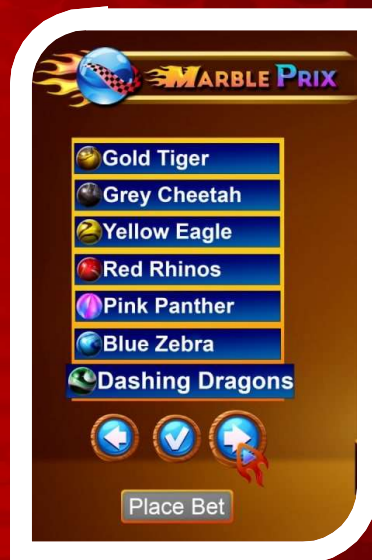 MARBLE PRIX
Gold Tiger
Grey Cheetah
Yellow Eagle
Red Rhinos
Pink Panther
Blue Zebra
Dashing Dragons
Place Bet